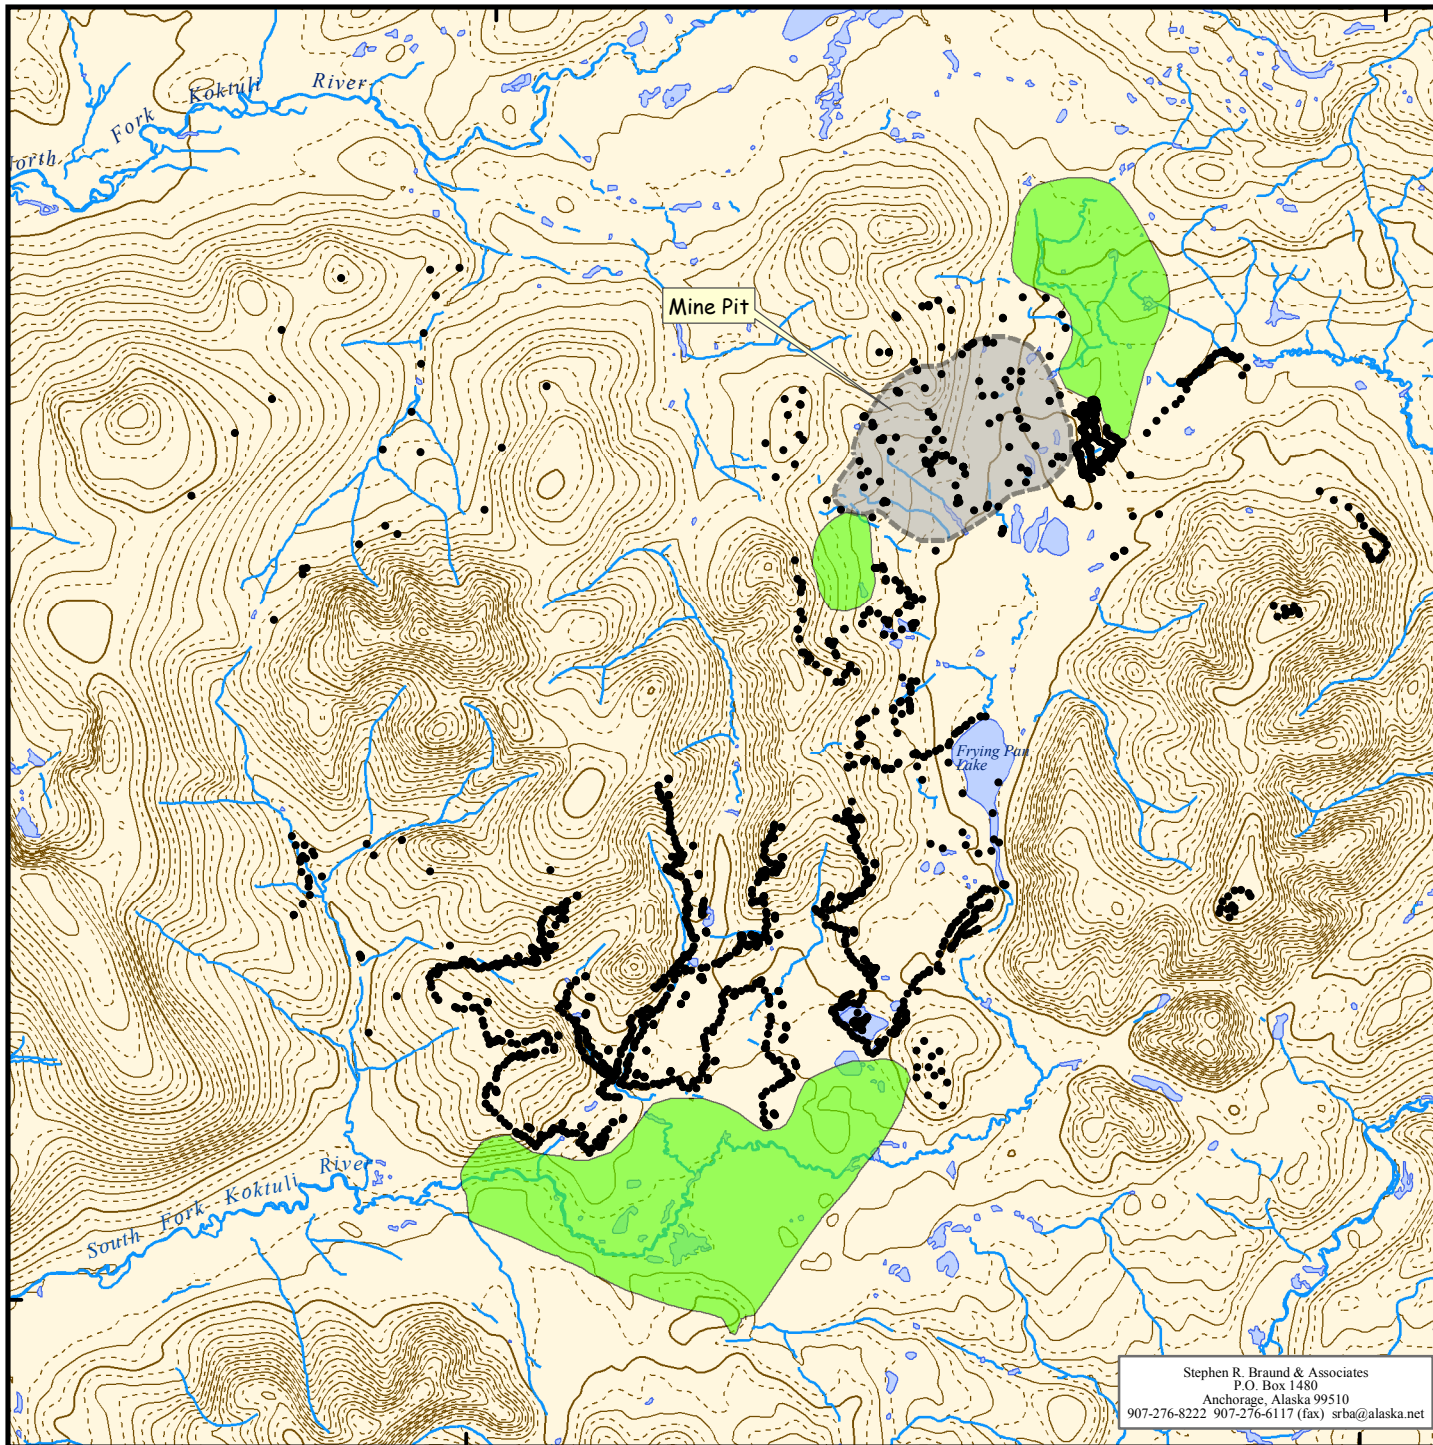 North Fork Koktuli River
Mine Pit
Frying Pan
Lake
South Fork Koktuli River
Stephen R. Braund & Associates
P.O. Box 1480
Anchorage, Alaska 99510
907-276-8222 907-276-6117 (fax) srba@alaska.net